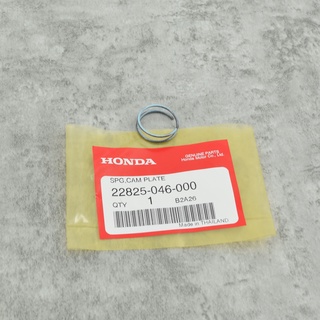 HONDA
GENUINE PARTS
Honda Motor Co., Ltd.
SPG,CAM PLATE
22825-046-000
QTY 1 B2A26
Made in THAILAND